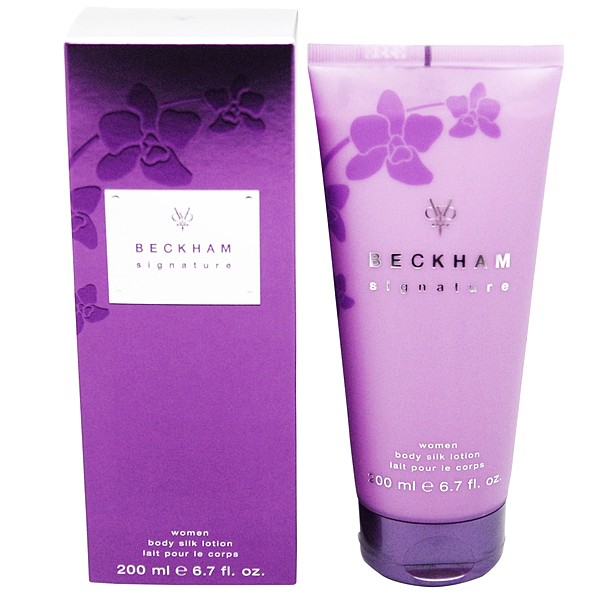 BECKHAM
signature
women
body silk lotion
lait pour le corps
200 ml e 6.7 fl. oz.
BECKHAM
signature
women
body silk lotion
lait pour le corps
200 ml e 6.7 fl. oz.